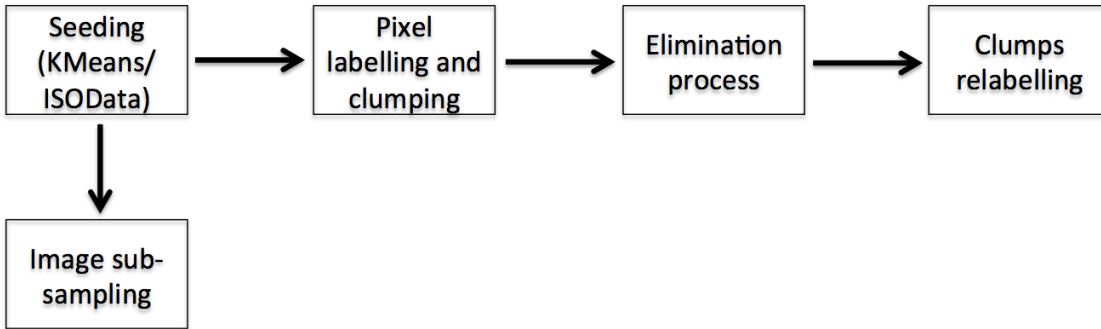 Seeding
(KMeans/
ISOData)
Pixel
labelling and
clumping
Elimination
process
Clumps
relabelling
Image sub-
sampling